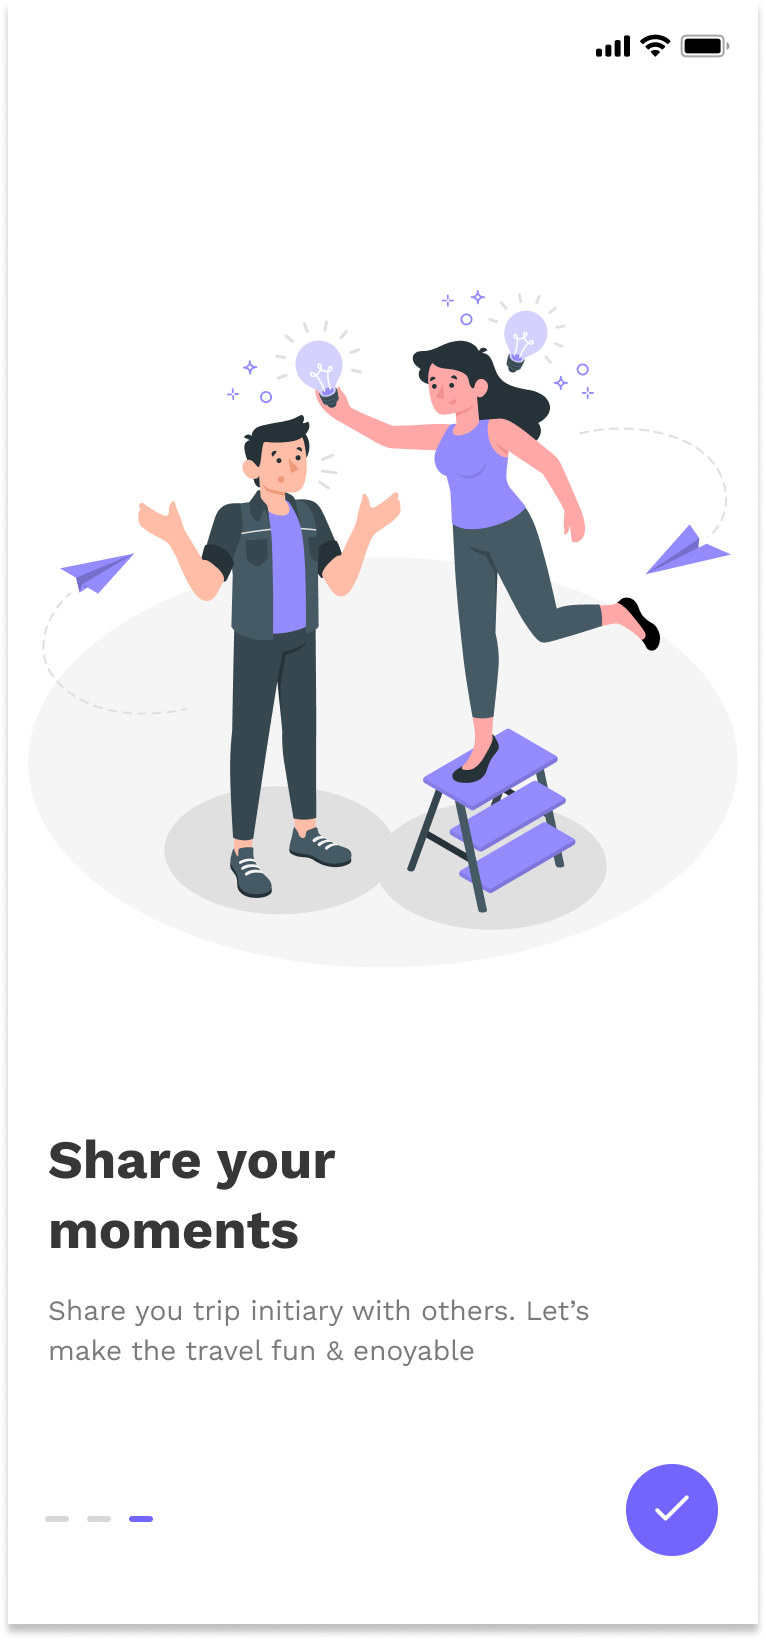 Share your
moments
Share you trip initiary with others. Let’s
make the travel fun & enoyable